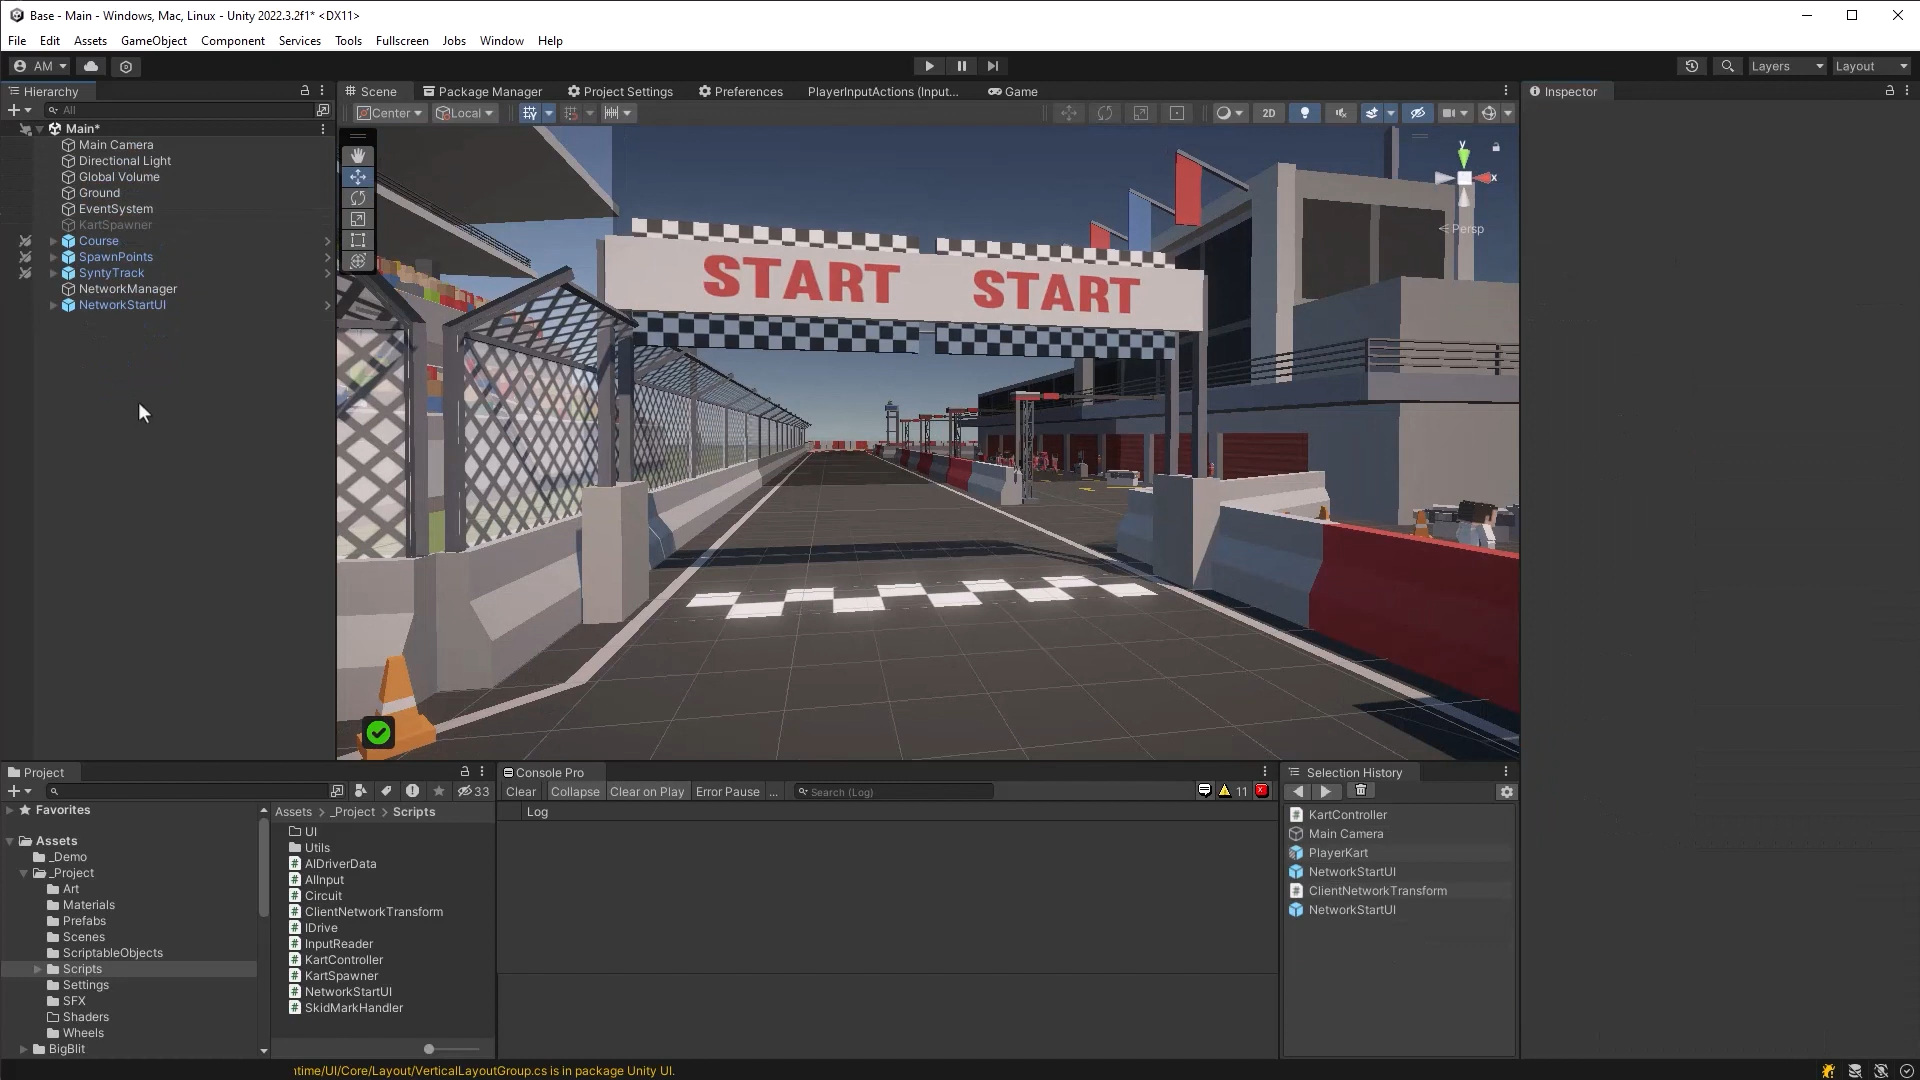 Base - Main - Windows, Mac, Linux - Unity 2022.3.2f1* <DX11>
File Edit Assets GameObject Component Services Tools Fullscreen Jobs Window Help
AM Layers Layout
Hierarchy
All
Main*
Main Camera
Directional Light
Global Volume
Ground
EventSystem
KartSpawner
Course
SpawnPoints
SyntyTrack
NetworkManager
NetworkStartUI
Scene Package Manager Project Settings Preferences PlayerInputActions (Input... Game
Center Local 2D
START START
y
x
Persp
Inspector
Project
33
Favorites
Assets
_Demo
_Project
Art
Materials
Prefabs
Scenes
ScriptableObjects
Scripts
Settings
SFX
Shaders
Wheels
BigBlit
Assets > _Project > Scripts
UI
Utils
AIDriverData
AIInput
Circuit
ClientNetworkTransform
IDrive
InputReader
KartController
KartSpawner
NetworkStartUI
SkidMarkHandler
Console Pro
Clear Collapse Clear on Play Error Pause ... Search (Log) 11
Log
Selection History
KartController
Main Camera
PlayerKart
NetworkStartUI
ClientNetworkTransform
NetworkStartUI
ntime/UI/Core/Layout/VerticalLayoutGroup.cs is in package Unity UI.